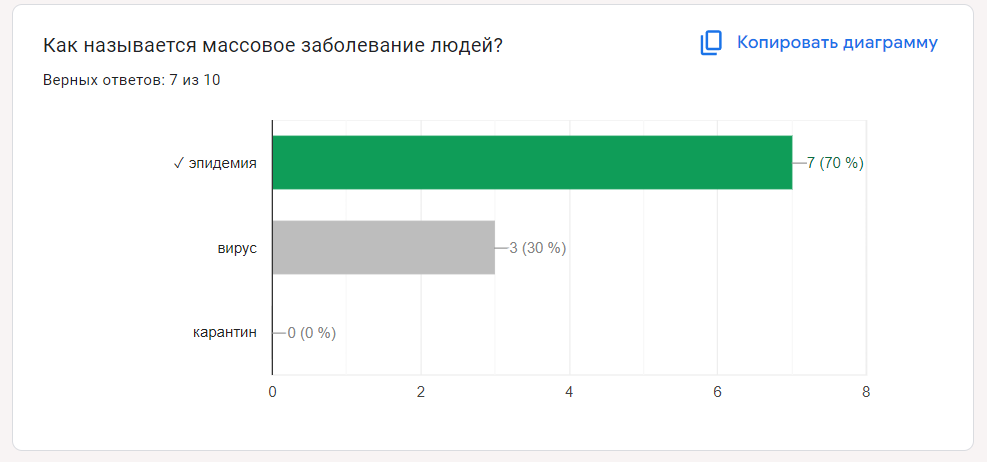 Как называется массовое заболевание людей?
Копировать диаграмму
Верных ответов: 7 из 10
✓ эпидемия 7 (70 %)
вирус 3 (30 %)
карантин 0 (0 %)
0 2 4 6 8